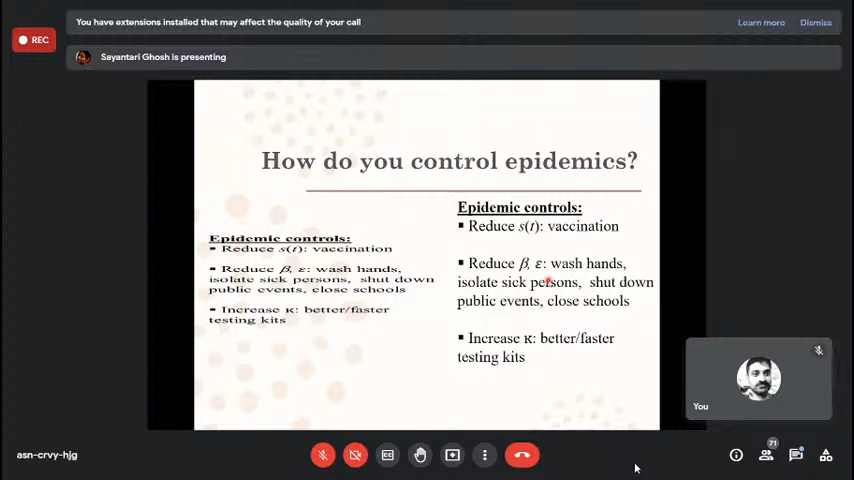 You have extensions installed that may affect the quality of your call
Learn more
Dismiss
REC
Sayantari Ghosh is presenting
How do you control epidemics?
Epidemic controls:
▪ Reduce s(t): vaccination
▪ Reduce β, ε: wash hands,
isolate sick persons, shut down
public events, close schools
▪ Increase κ: better/faster
testing kits
Epidemic controls:
▪ Reduce s(t): vaccination
▪ Reduce β, ε: wash hands,
isolate sick persons, shut down
public events, close schools
▪ Increase κ: better/faster
testing kits
You
asn-crvy-hjg
CC
71